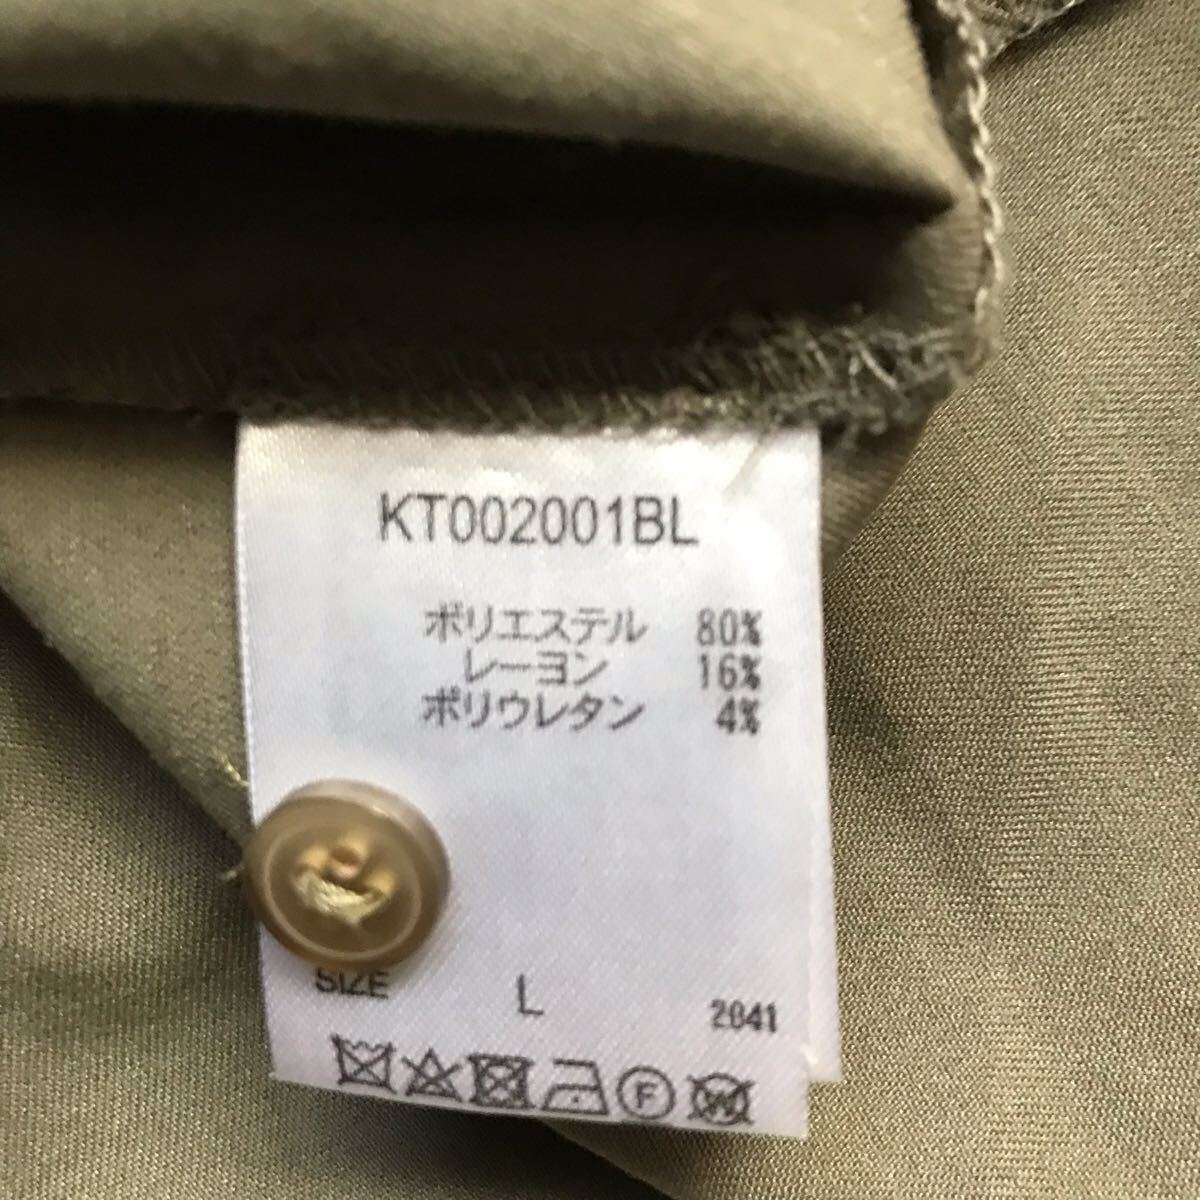 KT002001BL
ポリエステル 80%
レーヨン 16%
ポリウレタン 4%
SIZE L 2041
F
W